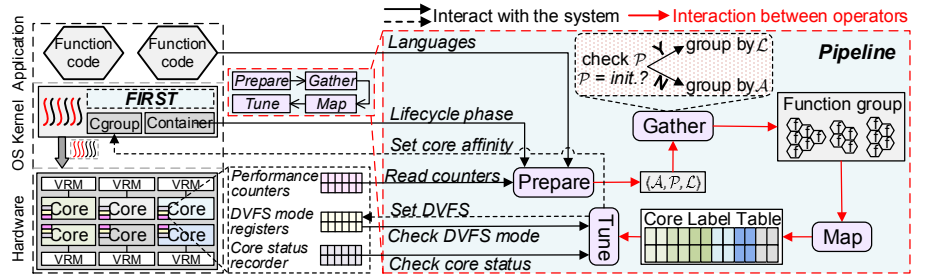 Interact with the system
Interaction between operators
Application
Function
code
Function
code
Languages
Pipeline
check 𝒫
𝒫 = init.?
Y
group by ℒ
N
group by 𝒜
Prepare
Gather
Tune
Map
OS Kernel
FIRST
Cgroup
Container
Lifecycle phase
Set core affinity
Gather
Function group
f
Hardware
VRM
VRM
VRM
Core
Core
Core
Core
Core
Core
VRM
VRM
VRM
Performance
counters
DVFS mode
registers
Core status
recorder
Read counters
Prepare
⟨𝒜,𝒫,ℒ⟩
Set DVFS
Check DVFS mode
Check core status
Tune
Core Label Table
Map